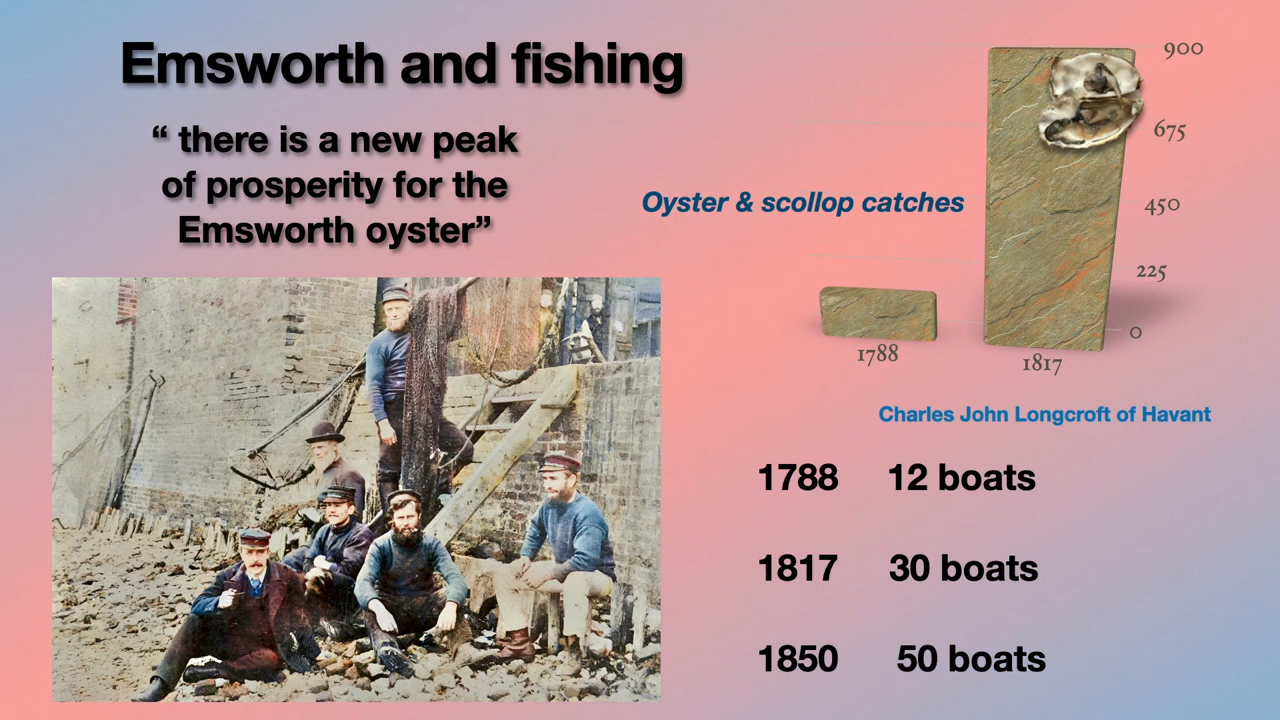 Emsworth and fishing
“ there is a new peak
of prosperity for the
Emsworth oyster”
Oyster & scollop catches
900
675
450
225
0
1788
1817
Charles John Longcroft of Havant
1788 12 boats
1817 30 boats
1850 50 boats